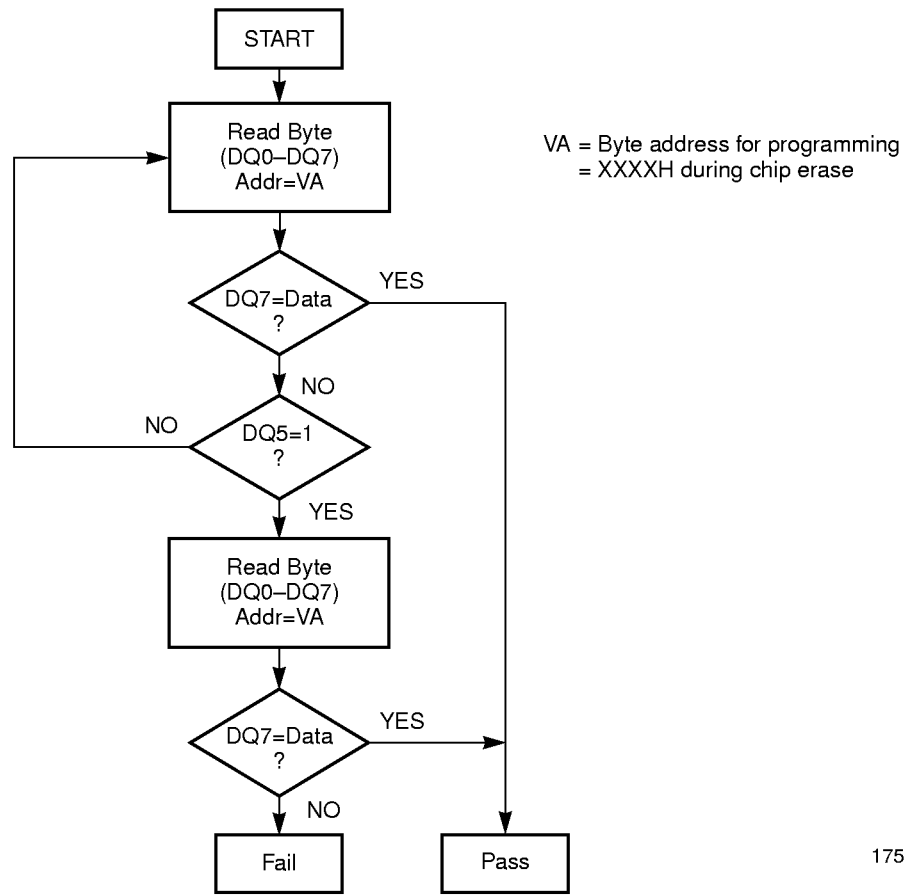 START
Read Byte
(DQ0–DQ7)
Addr=VA
VA = Byte address for programming
= XXXXH during chip erase
DQ7=Data
?
YES
NO
DQ5=1
?
NO
YES
Read Byte
(DQ0–DQ7)
Addr=VA
DQ7=Data
?
YES
NO
Fail
Pass
175